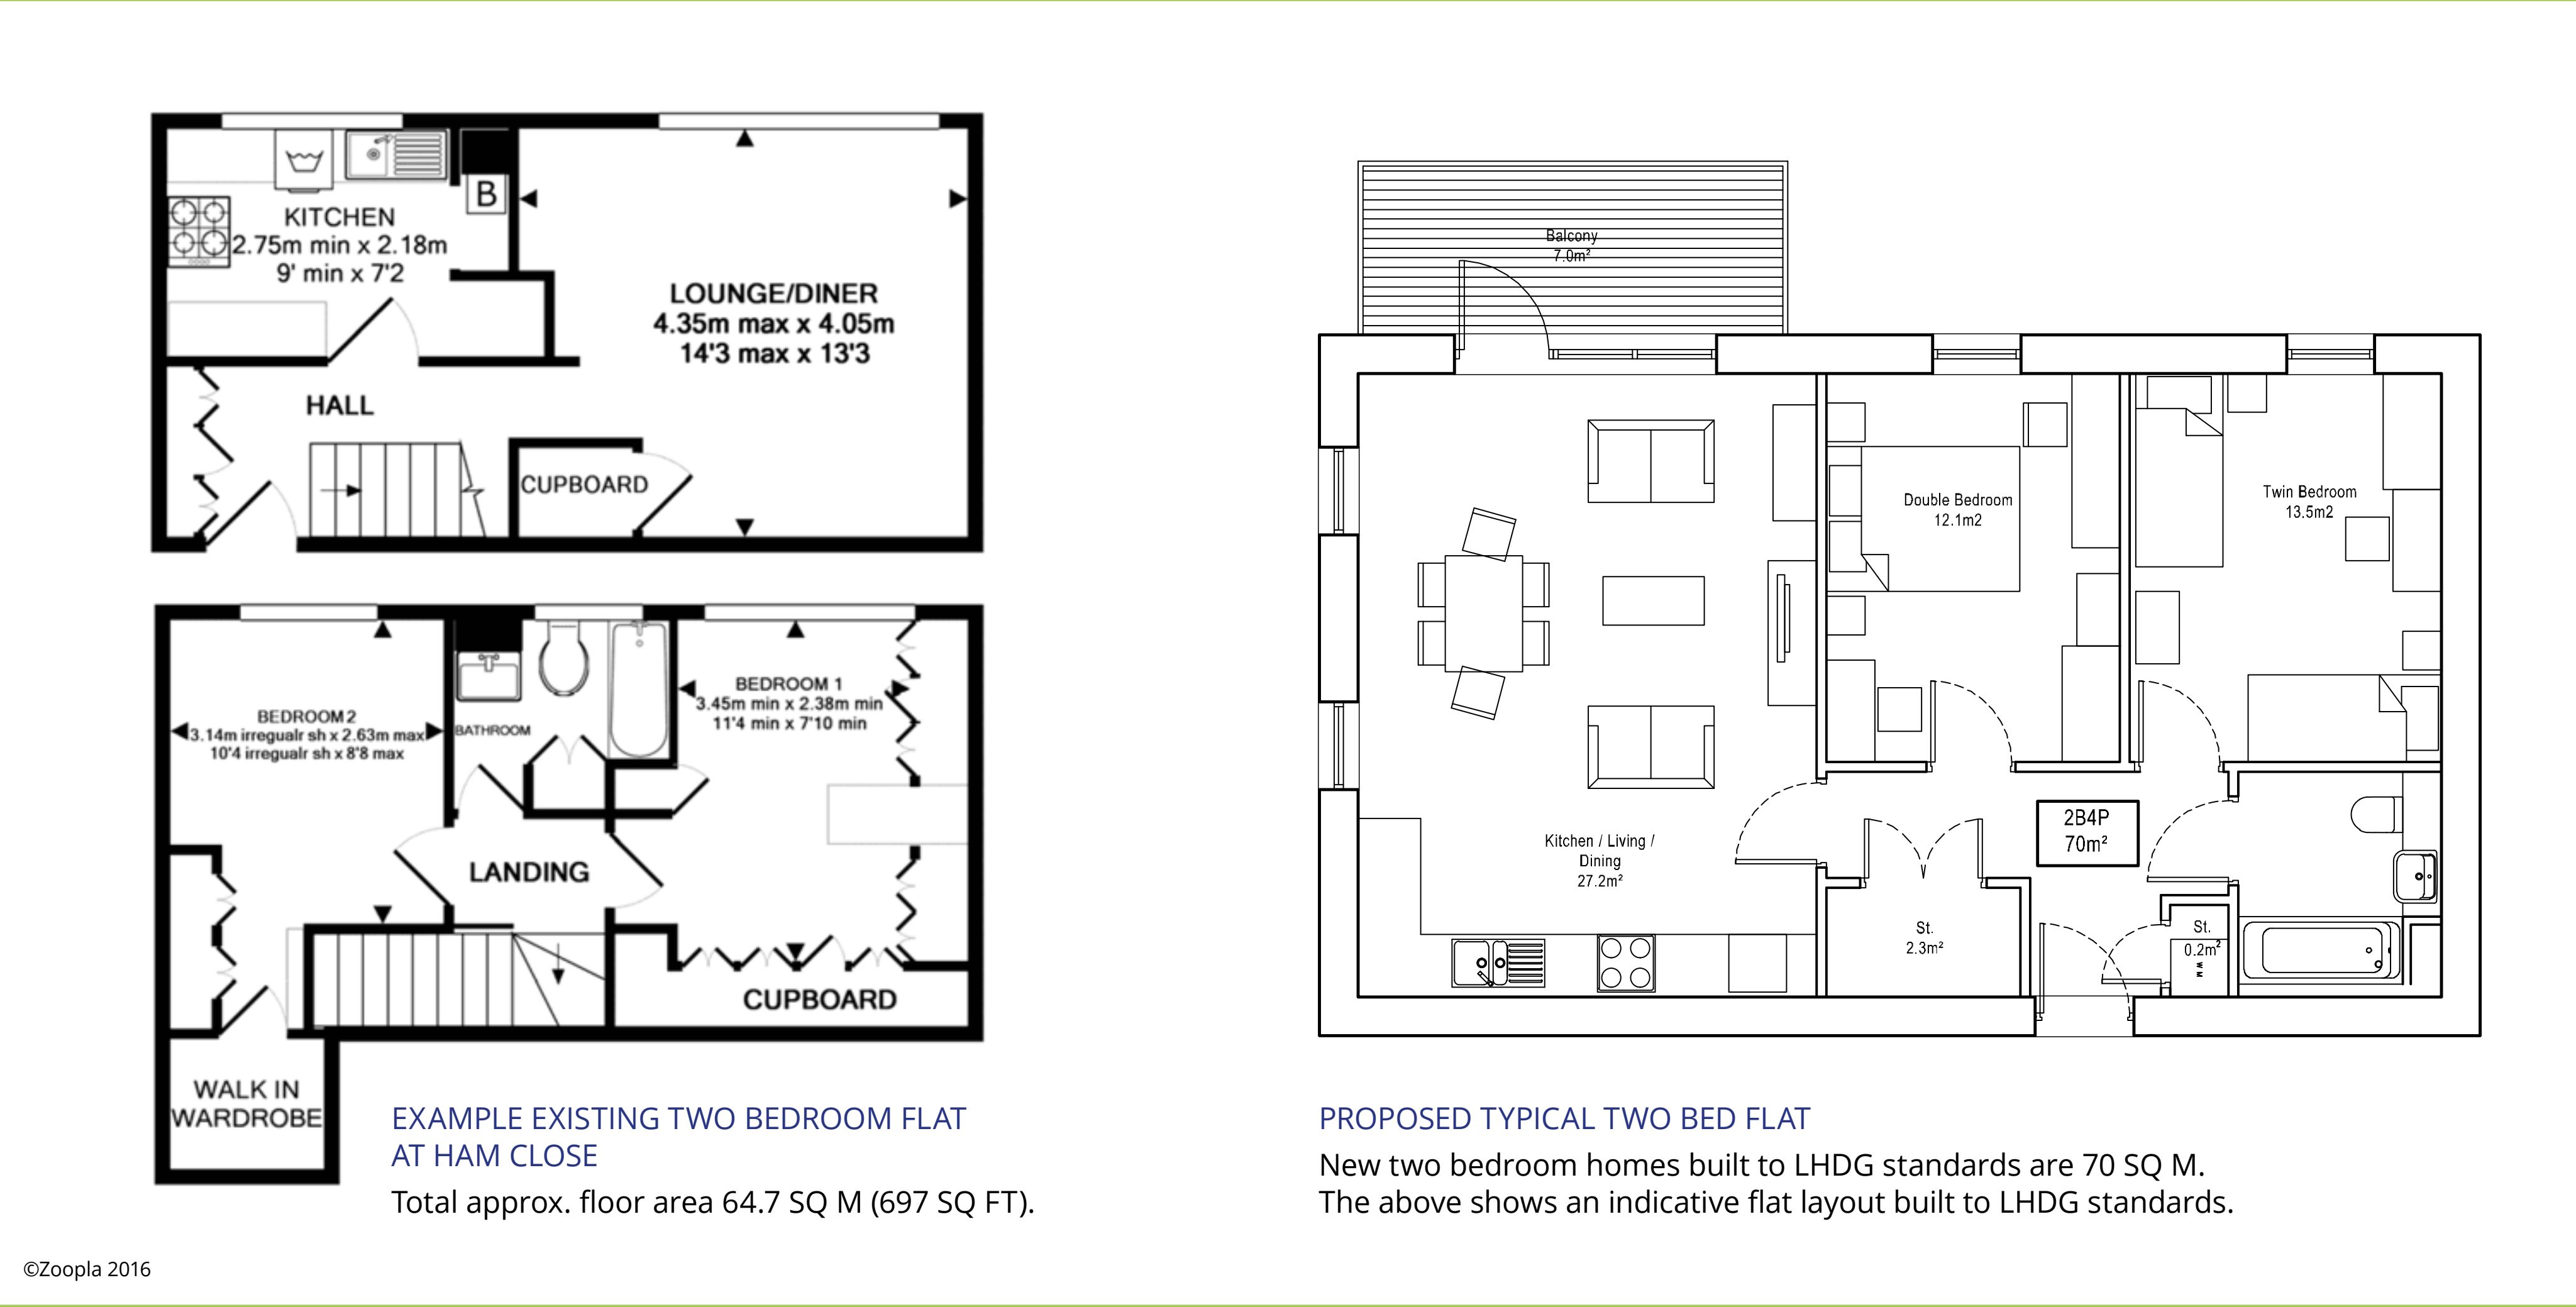 B
KITCHEN
2.75m min x 2.18m
9' min x 7'2
LOUNGE/DINER
4.35m max x 4.05m
14'3 max x 13'3
HALL
CUPBOARD
BEDROOM 2
3.14m irregualr sh x 2.63m max
10'4 irregualr sh x 8'8 max
BATHROOM
BEDROOM 1
3.45m min x 2.38m min
11'4 min x 7'10 min
LANDING
CUPBOARD
WALK IN
WARDROBE
EXAMPLE EXISTING TWO BEDROOM FLAT
AT HAM CLOSE
Total approx. floor area 64.7 SQ M (697 SQ FT).
©Zoopla 2016
Balcony
7.0m²
Double Bedroom
12.1m2
Twin Bedroom
13.5m2
Kitchen / Living /
Dining
27.2m²
2B4P
70m²
St.
2.3m²
St.
0.2m²
PROPOSED TYPICAL TWO BED FLAT
New two bedroom homes built to LHDG standards are 70 SQ M.
The above shows an indicative flat layout built to LHDG standards.